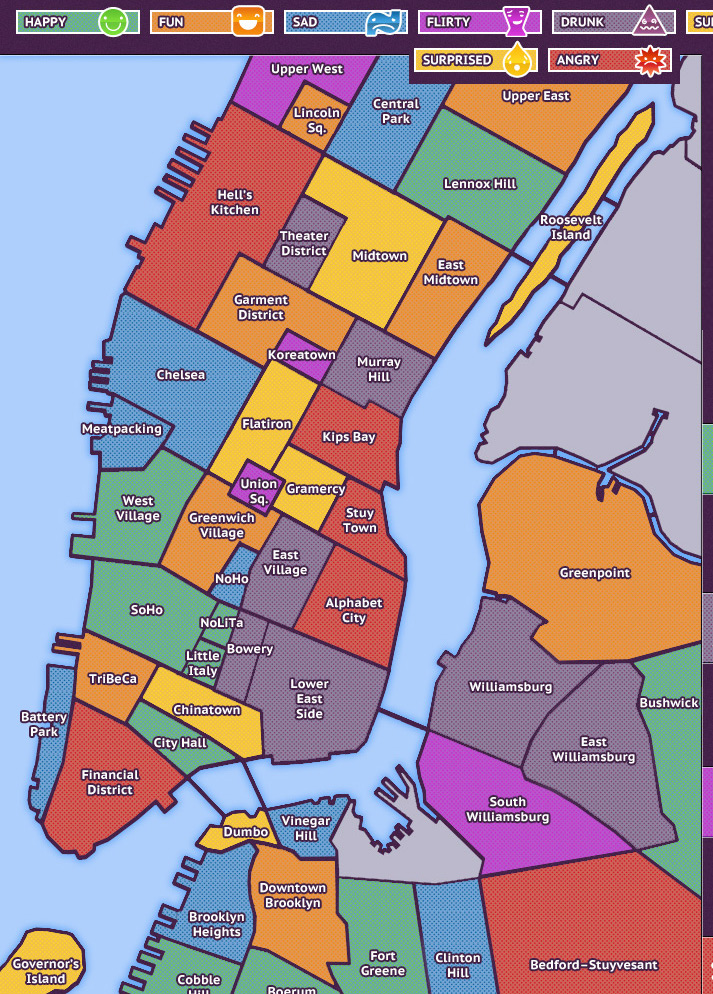 HAPPY
FUN
SAD
FLIRTY
DRUNK
SURPRISED
ANGRY
Upper West
Lincoln
Sq.
Central
Park
Upper East
Lennox Hill
Hell's
Kitchen
Roosevelt
Island
Theater
District
Midtown
East
Midtown
Garment
District
Koreatown
Murray
Hill
Chelsea
Meatpacking
Flatiron
Kips Bay
Union
Sq.
Gramercy
West
Village
Greenwich
Village
Stuy
Town
East
Village
NoHo
Greenpoint
SoHo
NoLiTa
Alphabet
City
Little
Italy
Bowery
TriBeCa
Lower
East
Side
Williamsburg
Bushwick
Chinatown
Battery
Park
City Hall
East
Williamsburg
Financial
District
South
Williamsburg
Dumbo
Vinegar
Hill
Downtown
Brooklyn
Brooklyn
Heights
Governor's
Island
Fort
Greene
Clinton
Hill
Bedford-Stuyvesant
Cobble
Hill
Boerum